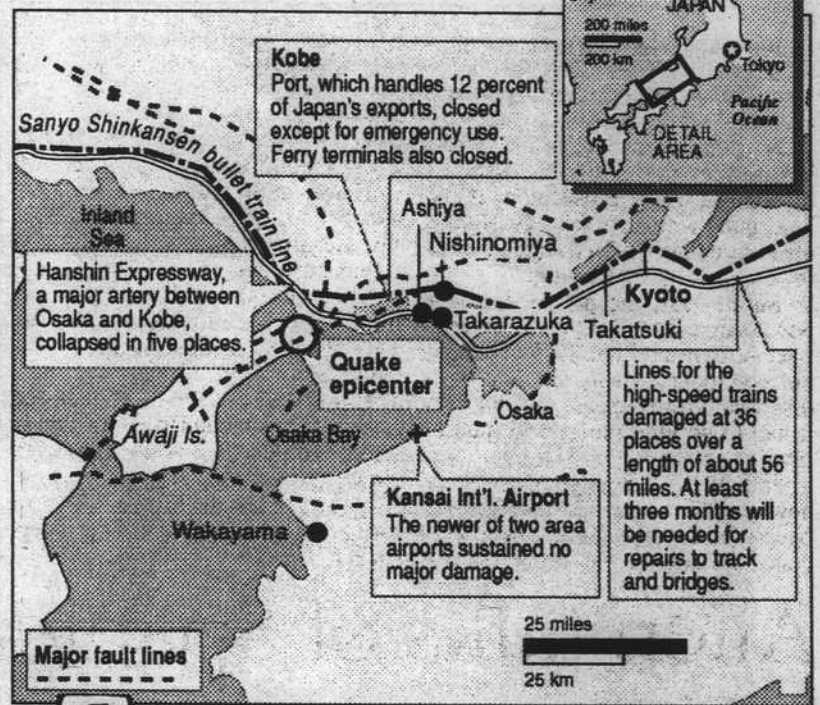 JAPAN
200 miles
200 km
Tokyo
Pacific
Ocean
DETAIL
AREA
Kobe
Port, which handles 12 percent
of Japan's exports, closed
except for emergency use.
Ferry terminals also closed.
Sanyo Shinkansen bullet train line
Inland
Sea
Ashiya
Nishinomiya
Hanshin Expressway,
a major artery between
Osaka and Kobe,
collapsed in five places.
Takarazuka
Kyoto
Takatsuki
Quake
epicenter
Lines for the
high-speed trains
damaged at 36
places over a
length of about 56
miles. At least
three months will
be needed for
repairs to track
and bridges.
Awaji Is.
Osaka Bay
Osaka
Kansai Int'l. Airport
The newer of two area
airports sustained no
major damage.
Wakayama
25 miles
25 km
Major fault lines